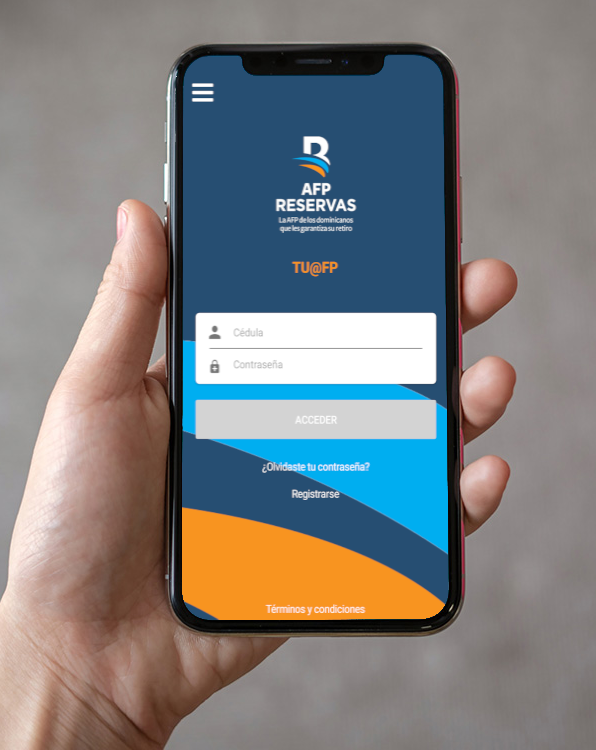 AFP
RESERVAS
La AFP de los dominicanos
que les garantiza su retiro
TU@FP
Cédula
Contraseña
ACCEDER
¿Olvidaste tu contraseña?
Registrarse
Términos y condiciones